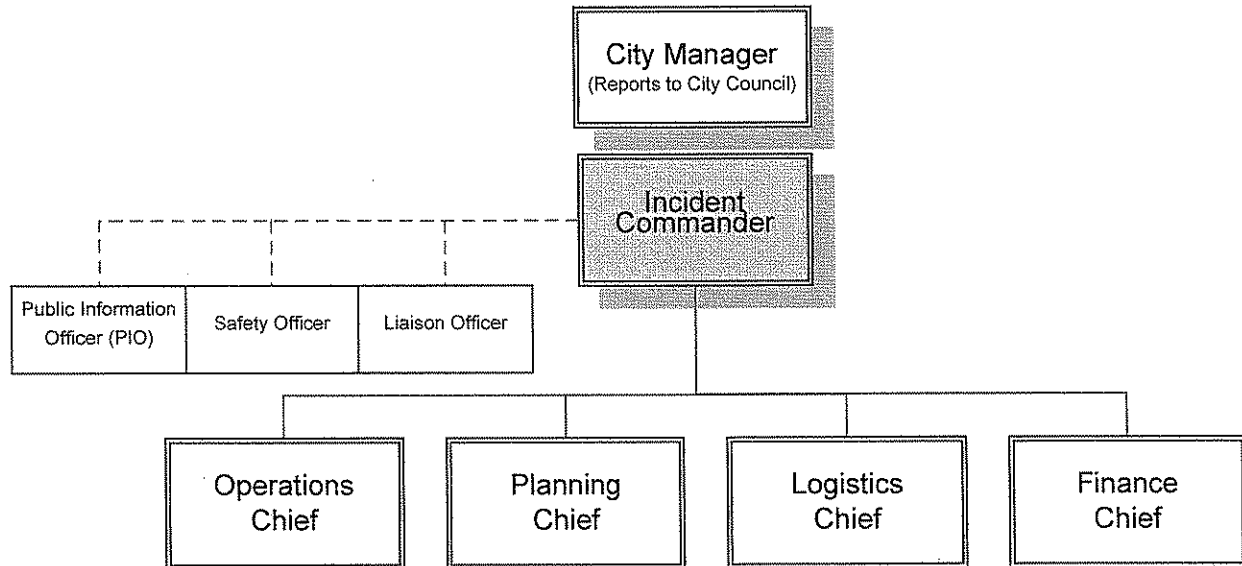 City Manager
(Reports to City Council)
Incident
Commander
Public Information
Officer (PIO)
Safety Officer
Liaison Officer
Operations
Chief
Planning
Chief
Logistics
Chief
Finance
Chief